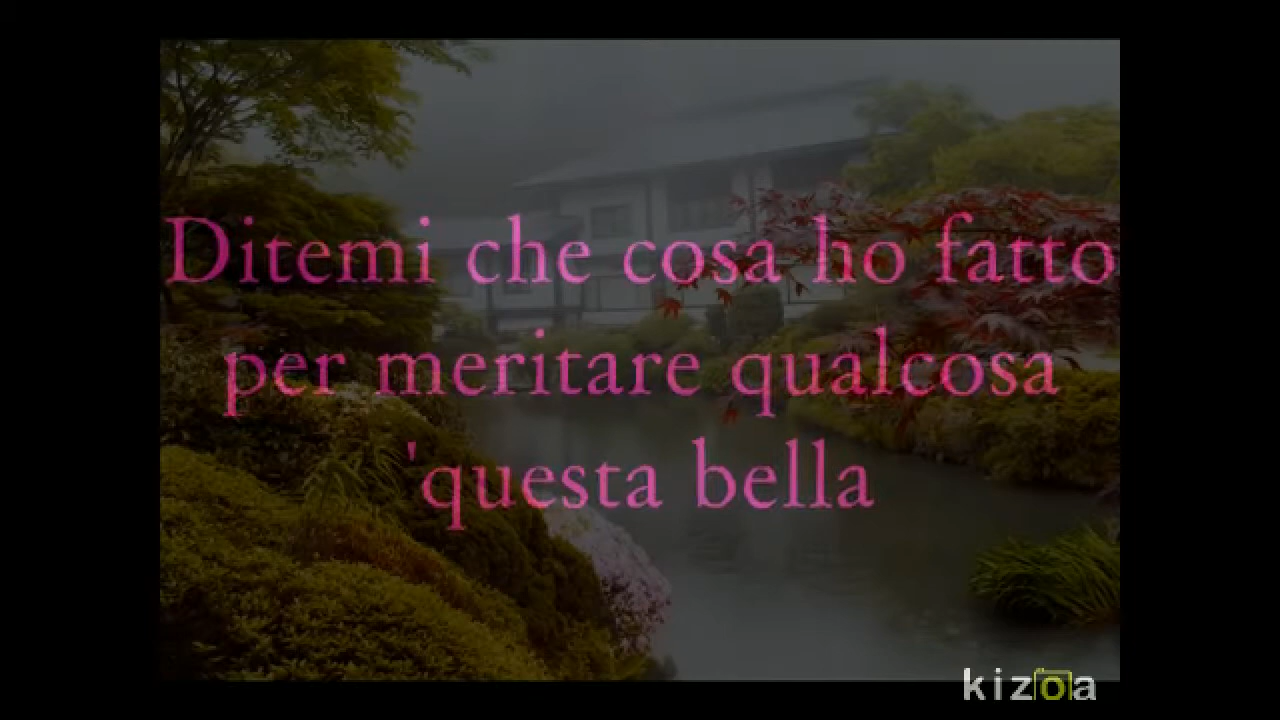 Ditemi che cosa ho fatto
per meritare qualcosa
'questa bella
kizoa